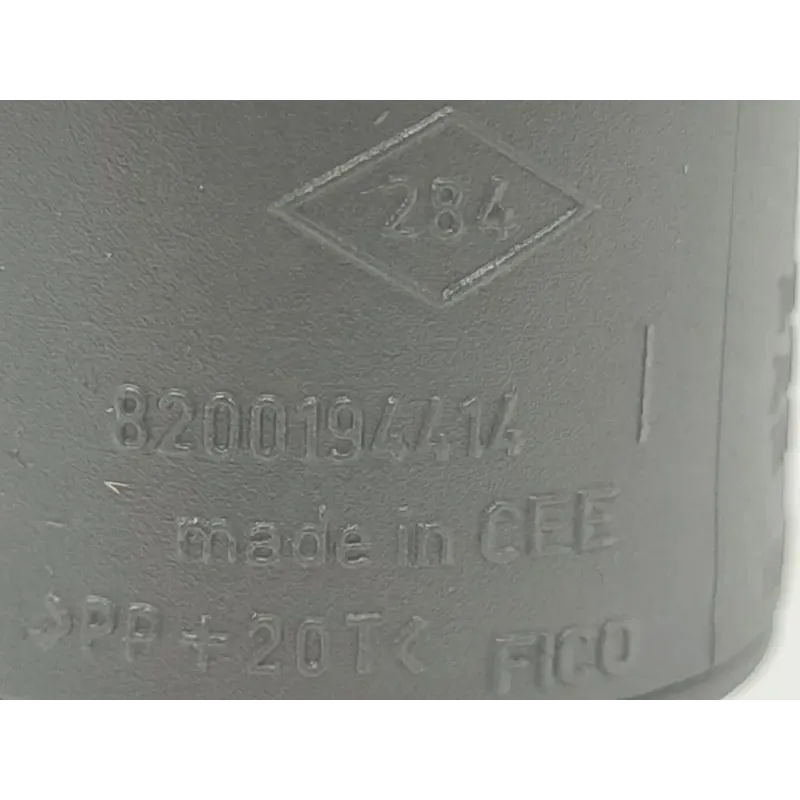 284
8200194414
made in CEE
>PP+20T<
FICO